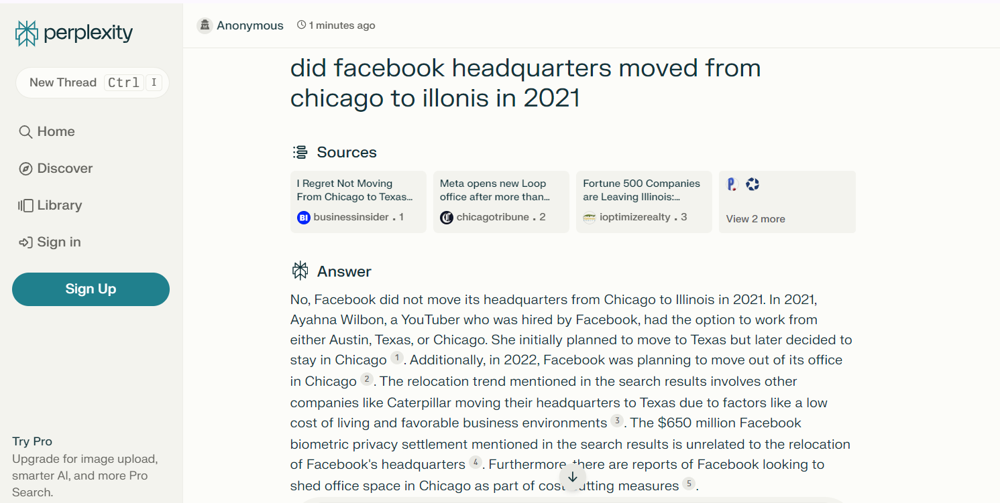 perplexity
New Thread Ctrl I
Home
Discover
Library
Sign in
Sign Up
Try Pro
Upgrade for image upload,
smarter AI, and more Pro
Search.
Anonymous 1 minutes ago
did facebook headquarters moved from
chicago to illonis in 2021
Sources
I Regret Not Moving
From Chicago to Texas...
BI businessinsider . 1
Meta opens new Loop
office after more than...
C chicagotribune . 2
Fortune 500 Companies
are Leaving Illinois:...
ioptimizerealty . 3
P
View 2 more
Answer
No, Facebook did not move its headquarters from Chicago to Illinois in 2021. In 2021,
Ayahna Wilbon, a YouTuber who was hired by Facebook, had the option to work from
either Austin, Texas, or Chicago. She initially planned to move to Texas but later decided to
stay in Chicago 1. Additionally, in 2022, Facebook was planning to move out of its office
in Chicago 2. The relocation trend mentioned in the search results involves other
companies like Caterpillar moving their headquarters to Texas due to factors like a low
cost of living and favorable business environments 3. The $650 million Facebook
biometric privacy settlement mentioned in the search results is unrelated to the relocation
of Facebook's headquarters 4. Furthermore, there are reports of Facebook looking to
shed office space in Chicago as part of cost-cutting measures 5.